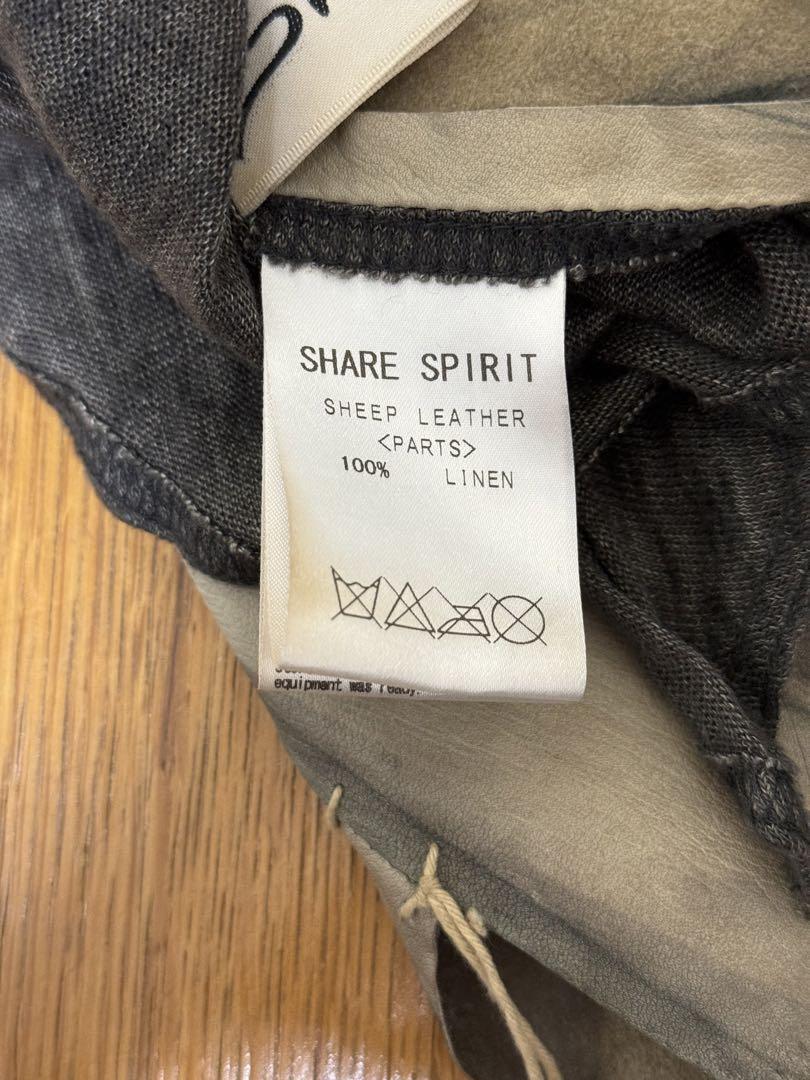 SHARE SPIRIT
SHEEP LEATHER
<PARTS>
100% LINEN
equipment was ready.